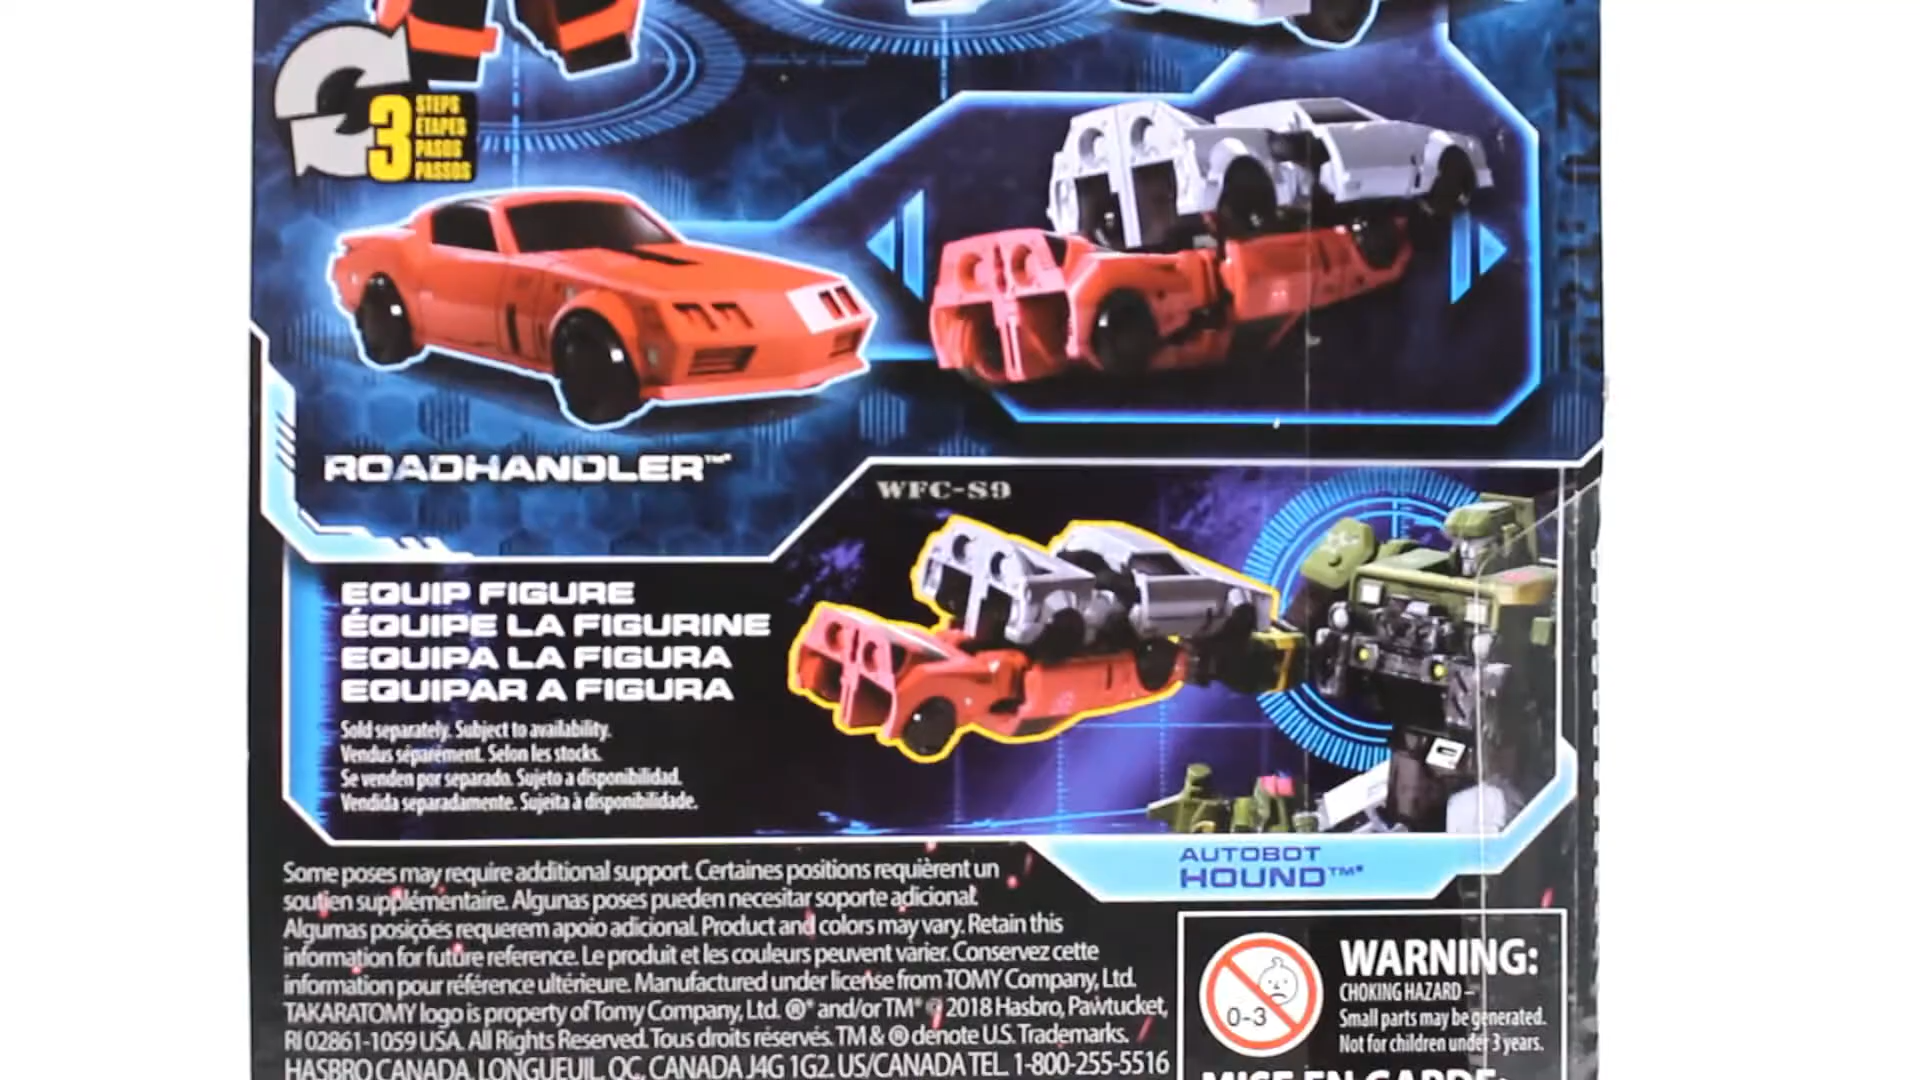 3 STEPS
ÉTAPES
PASOS
PASSOS
ROADHANDLER™*
WFC-S9
EQUIP FIGURE
ÉQUIPE LA FIGURINE
EQUIPA LA FIGURA
EQUIPAR A FIGURA
Sold separately. Subject to availability.
Vendus séparément. Selon les stocks.
Se venden por separado. Sujeto a disponibilidad.
Vendida separadamente. Sujeita à disponibilidade.
AUTOBOT
HOUND™*
Some poses may require additional support. Certaines positions requièrent un
soutien supplémentaire. Algunas poses pueden necesitar soporte adicional.
Algumas posições requerem apoio adicional. Product and colors may vary. Retain this
information for future reference. Le produit et les couleurs peuvent varier. Conservez cette
information pour référence ultérieure. Manufactured under license from TOMY Company, Ltd.
TAKARATOMY logo is property of Tomy Company, Ltd. ®* and/or TM* © 2018 Hasbro, Pawtucket,
RI 02861-1059 USA. All Rights Reserved. Tous droits réservés. TM & ® denote U.S. Trademarks.
HASBRO CANADA, LONGUEUIL, QC, CANADA J4G 1G2. US/CANADA TEL. 1-800-255-5516
0-3
WARNING:
CHOKING HAZARD –
Small parts may be generated.
Not for children under 3 years.
MISE EN GARDE: